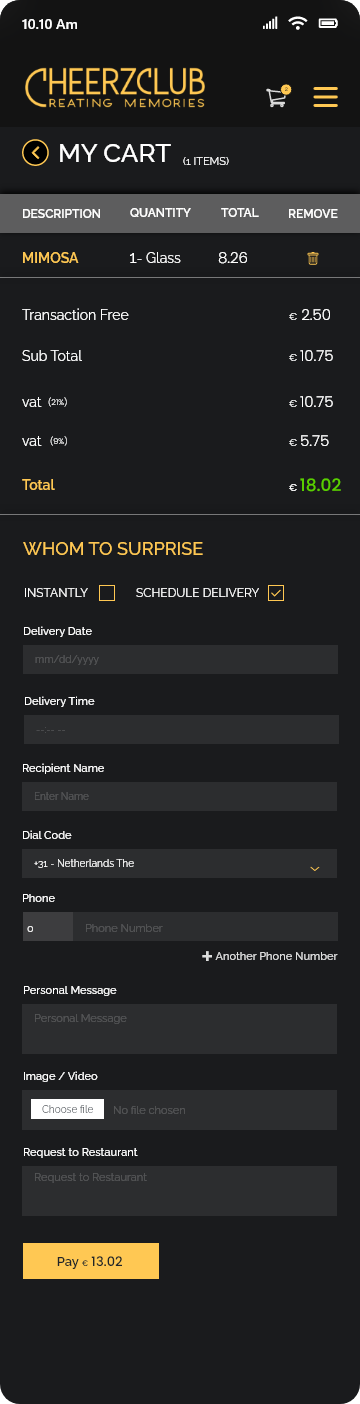 10.10 Am
CHEERZCLUB
REATING MEMORIES
2
MY CART (1 ITEMS)
DESCRIPTION QUANTITY TOTAL REMOVE
MIMOSA 1- Glass 8.26
Transaction Free € 2.50
Sub Total € 10.75
vat (21%) € 10.75
vat (9%) € 5.75
Total € 18.02
WHOM TO SURPRISE
INSTANTLY SCHEDULE DELIVERY
Delivery Date
mm/dd/yyyy
Delivery Time
--:-- --
Recipient Name
Enter Name
Dial Code
+31 - Netherlands The
Phone
0 Phone Number
+ Another Phone Number
Personal Message
Personal Message
Image / Video
Choose file No file chosen
Request to Restaurant
Request to Restaurant
Pay € 13.02